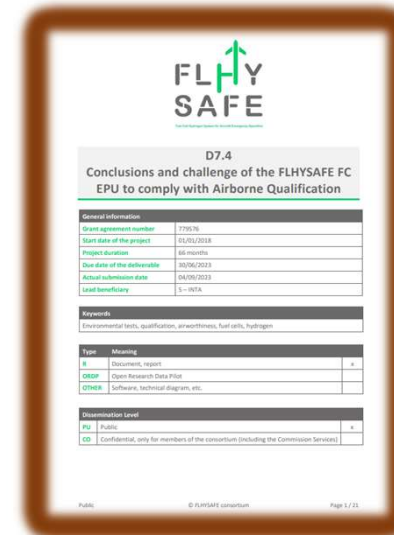 FLHY
SAFE
D7.4
Conclusions and challenge of the FLHYSAFE FC
EPU to comply with Airborne Qualification
General information
Grant agreement number 779576
Start date of the project 01/01/2018
Project duration 66 months
Due date of the deliverable 30/06/2023
Actual submission date 04/09/2023
Lead beneficiary 5 – INTA
Keywords
Environmental tests, qualification, airworthiness, fuel cells, hydrogen
Type Meaning
R Document, report x
ORDP Open Research Data Pilot
OTHER Software, technical diagram, etc.
Dissemination Level
PU Public x
CO Confidential, only for members of the consortium (including the Commission Services)
Public © FLHYSAFE consortium Page 1 / 21